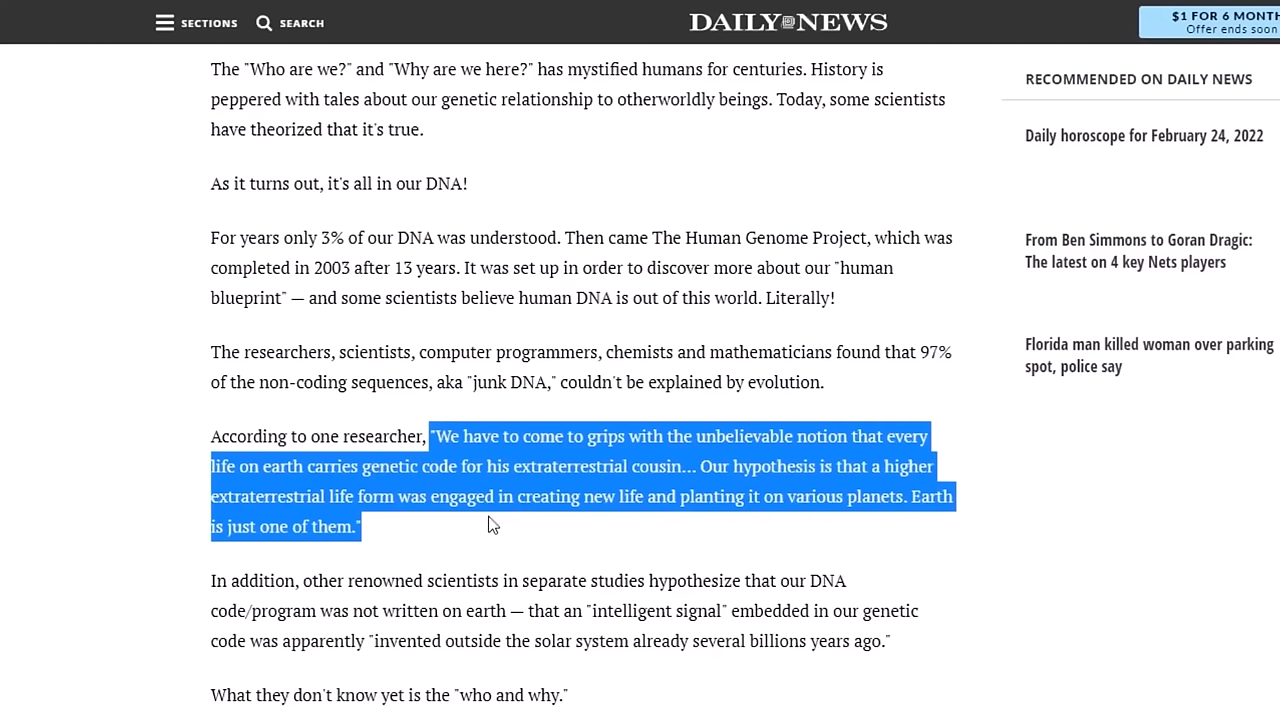 SECTIONS
SEARCH
DAILY NEWS
$1 FOR 6 MONTH
Offer ends soon
The "Who are we?" and "Why are we here?" has mystified humans for centuries. History is
peppered with tales about our genetic relationship to otherworldly beings. Today, some scientists
have theorized that it's true.
As it turns out, it's all in our DNA!
For years only 3% of our DNA was understood. Then came The Human Genome Project, which was
completed in 2003 after 13 years. It was set up in order to discover more about our "human
blueprint" — and some scientists believe human DNA is out of this world. Literally!
The researchers, scientists, computer programmers, chemists and mathematicians found that 97%
of the non-coding sequences, aka "junk DNA," couldn't be explained by evolution.
According to one researcher, "We have to come to grips with the unbelievable notion that every
life on earth carries genetic code for his extraterrestrial cousin... Our hypothesis is that a higher
extraterrestrial life form was engaged in creating new life and planting it on various planets. Earth
is just one of them."
In addition, other renowned scientists in separate studies hypothesize that our DNA
code/program was not written on earth — that an "intelligent signal" embedded in our genetic
code was apparently "invented outside the solar system already several billions years ago."
What they don't know yet is the "who and why."
RECOMMENDED ON DAILY NEWS
Daily horoscope for February 24, 2022
From Ben Simmons to Goran Dragic:
The latest on 4 key Nets players
Florida man killed woman over parking
spot, police say